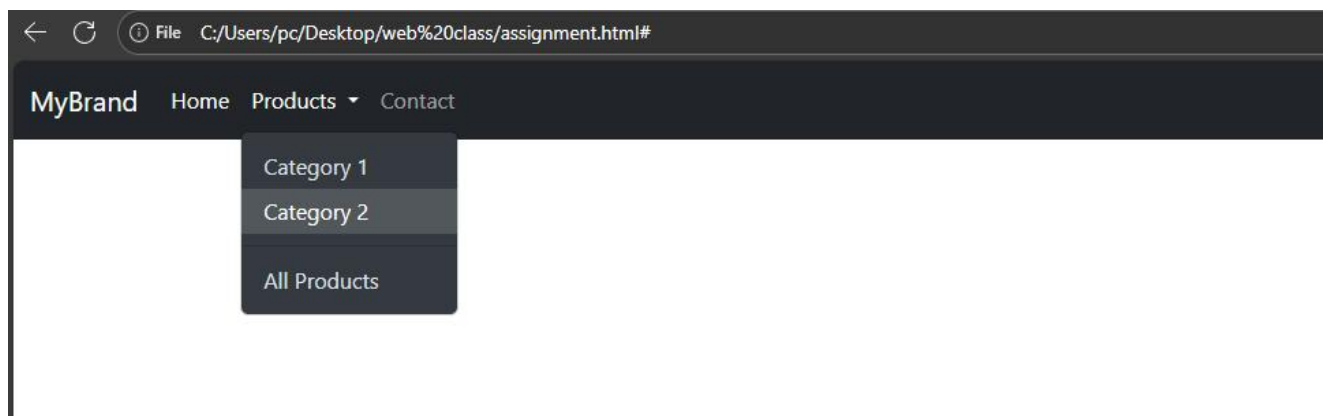 File C:/Users/pc/Desktop/web%20class/assignment.html#
MyBrand Home Products Contact
Category 1
Category 2
All Products